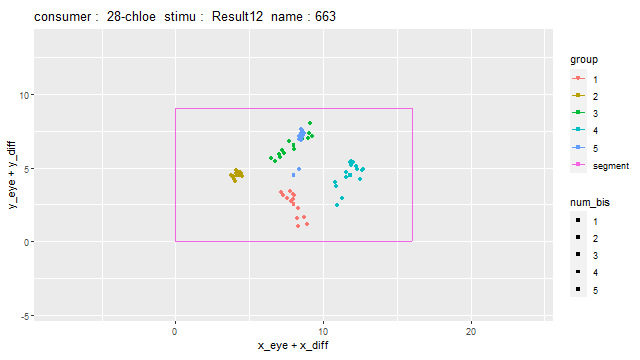 consumer :  28-chloe  stimu :  Result12  name : 663
y_eye + y_diff
10
5
0
-5
0
10
20
x_eye + x_diff
group
1
2
3
4
5
segment
num_bis
1
2
3
4
5